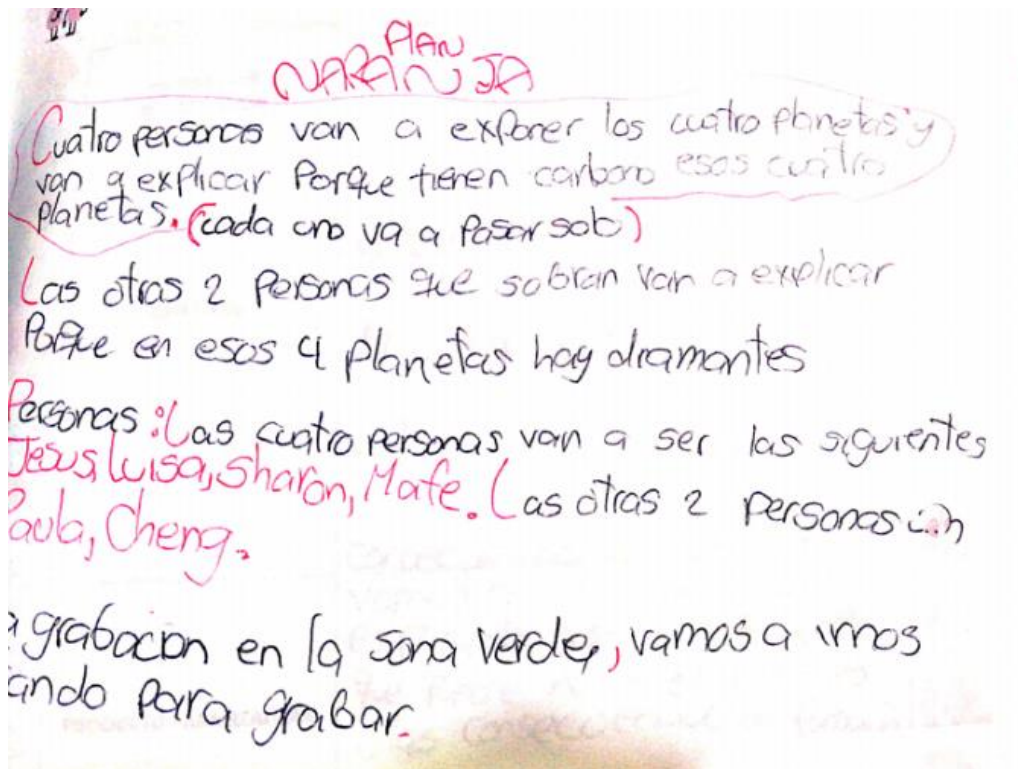 PLAN
NARANJA
Cuatro personas van a exponer los cuatro planetas y
van a explicar Porque tienen carbono esos cuatro
planetas. (cada uno va a Pasar solo)
Las otras 2 Personas que sobran van a explicar
Porque en esos 4 planetas hay diamantes
Personas: Las cuatro personas van a ser las siguientes
Jesus, Luisa, Sharon, Mafe. Las otras 2 Personas
Paula, Cheng.
grabacion en la sona verde, vamos a irnos
ando para grabar.